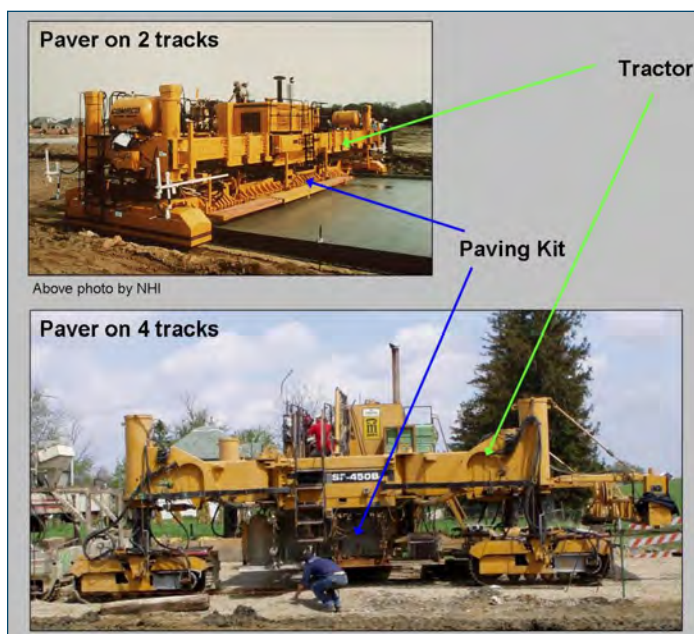 Paver on 2 tracks
Tractor
Paving Kit
Above photo by NHI
Paver on 4 tracks
SF-450B